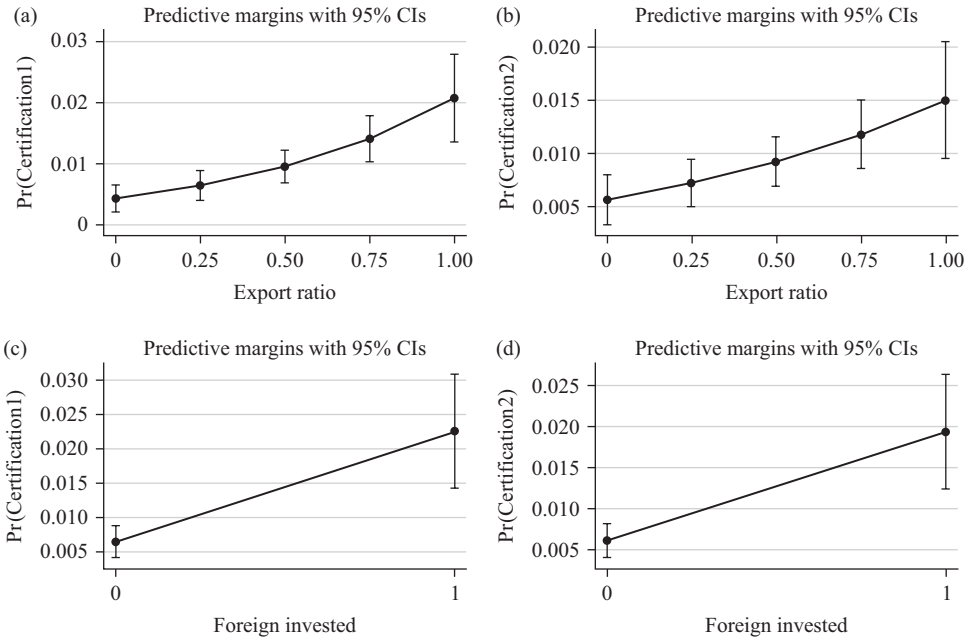 (a)
Predictive margins with 95% CIs
Pr(Certification1)
0.03
0.02
0.01
0
0 0.25 0.50 0.75 1.00
Export ratio
(b)
Predictive margins with 95% CIs
Pr(Certification2)
0.020
0.015
0.010
0.005
0 0.25 0.50 0.75 1.00
Export ratio
(c)
Predictive margins with 95% CIs
Pr(Certification1)
0.030
0.025
0.020
0.015
0.010
0.005
0 1
Foreign invested
(d)
Predictive margins with 95% CIs
Pr(Certification2)
0.025
0.020
0.015
0.010
0.005
0 1
Foreign invested